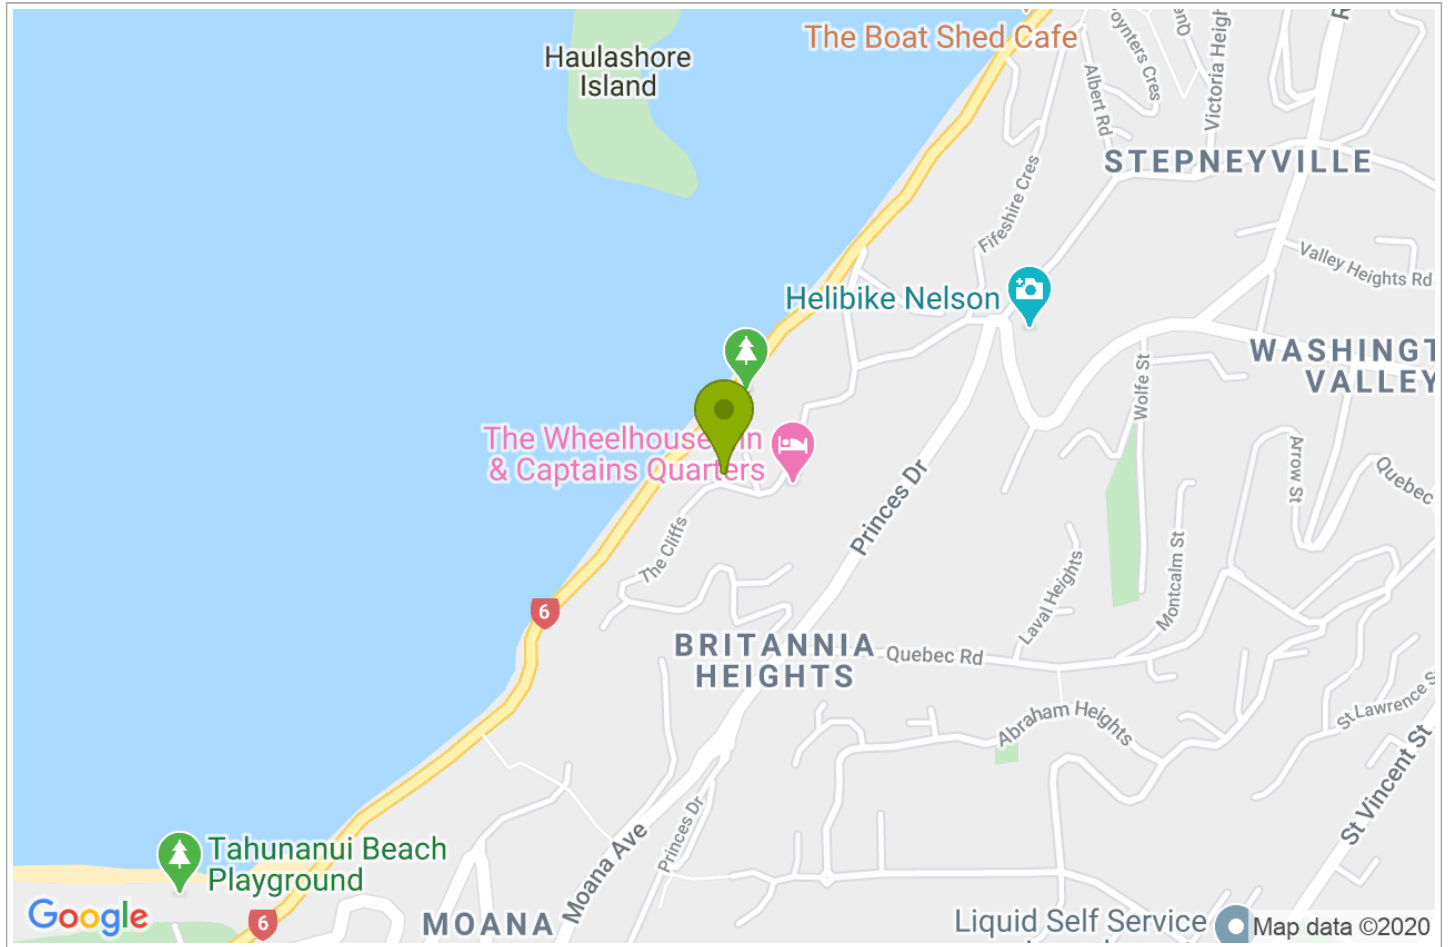 The Boat Shed Cafe
Haulashore
Island
Albert Rd
Victoria Heigh
STEPNEYVILLE
Fifeshire Cres
Valley Heights Rd
Helibike Nelson
WASHINGT
VALLEY
Wolfe St
The Wheelhouse Inn
& Captains Quarters
Arrow St
Quebec
Princes Dr
The Cliffs
Montcalm St
Laval Heights
6
BRITANNIA
HEIGHTS
Quebec Rd
St Lawrence S
Abraham Heights
St Vincent St
Princes Dr
Moana Ave
Tahunanui Beach
Playground
Google
6
MOANA
Liquid Self Service
Map data ©2020